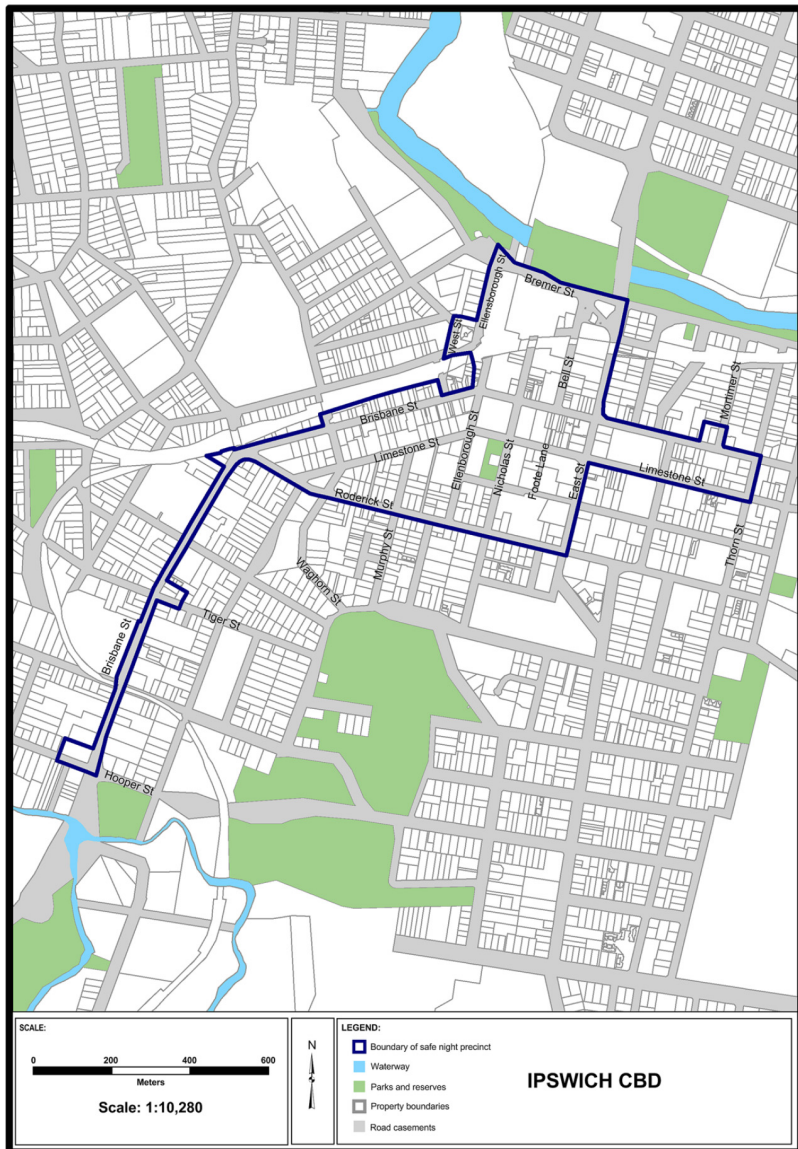 Ellensborough St
Bremer St
West St
Bell St
Mortimer St
Brisbane St
Limestone St
Ellenborough St
Nicholas St
Foote Lane
East St
Limestone St
Roderick St
Murphy St
Thorn St
Waghorn St
Tiger St
Brisbane St
Hooper St
SCALE:
0 200 400 600
Meters
Scale: 1:10,280
N
LEGEND:
Boundary of safe night precinct
Waterway
Parks and reserves
Property boundaries
Road casements
IPSWICH CBD